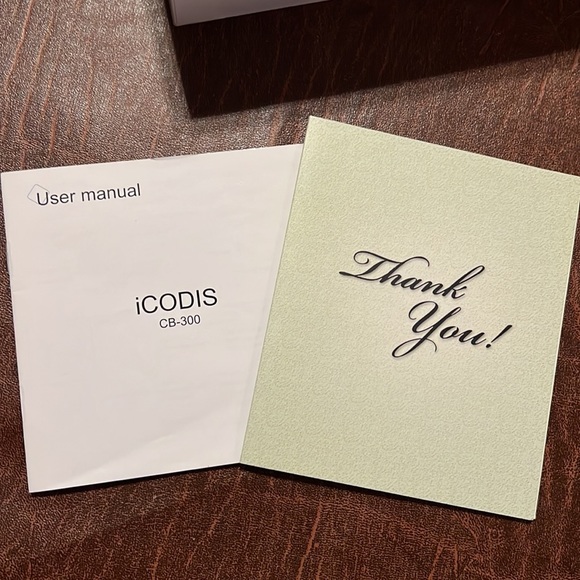 User manual
iCODIS
CB-300
Thank
You!